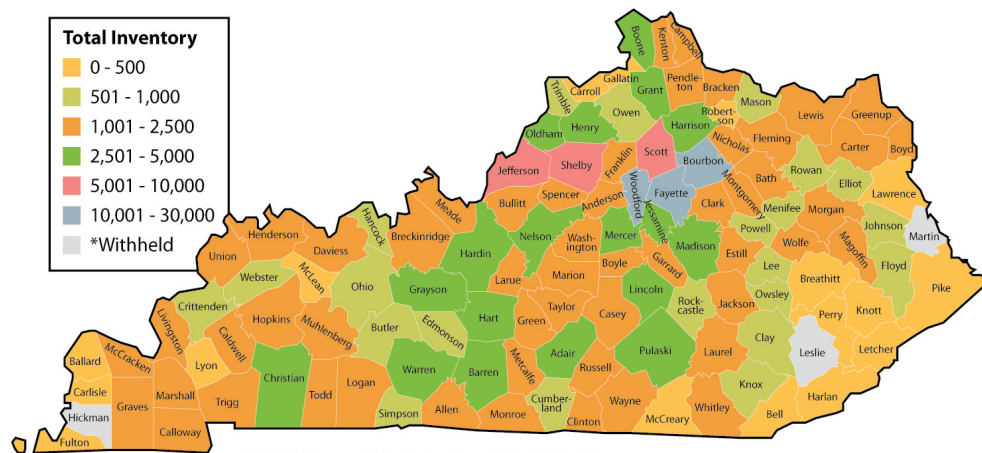 Total Inventory
0 - 500
501 - 1,000
1,001 - 2,500
2,501 - 5,000
5,001 - 10,000
10,001 - 30,000
*Withheld
Boone
Kenton
Campbell
Gallatin
Carroll
Trimble
Grant
Pendle-
ton
Bracken
Mason
Robert-
son
Owen
Henry
Oldham
Harrison
Lewis
Greenup
Fleming
Nicholas
Carter
Boyd
Jefferson
Shelby
Franklin
Scott
Bourbon
Rowan
Bath
Elliot
Lawrence
Bullitt
Spencer
Anderson
Woodford
Fayette
Clark
Montgomery
Menifee
Morgan
Johnson
Martin
Meade
Hancock
Breckinridge
Nelson
Wash-
ington
Mercer
Jessamine
Madison
Powell
Estill
Wolfe
Magoffin
Floyd
Henderson
Daviess
Union
Hardin
Larue
Marion
Boyle
Garrard
Lee
Breathitt
Pike
Webster
McLean
Ohio
Grayson
Hart
Green
Taylor
Casey
Lincoln
Rock-
castle
Jackson
Owsley
Perry
Knott
Crittenden
Livingston
Hopkins
Muhlenberg
Butler
Edmonson
Caldwell
Lyon
Adair
Pulaski
Laurel
Clay
Leslie
Letcher
Ballard
McCracken
Carlisle
Marshall
Trigg
Christian
Todd
Logan
Warren
Barren
Metcalfe
Russell
Wayne
Knox
Harlan
Hickman
Graves
Calloway
Fulton
Simpson
Allen
Monroe
Cumber-
land
Clinton
McCreary
Whitley
Bell